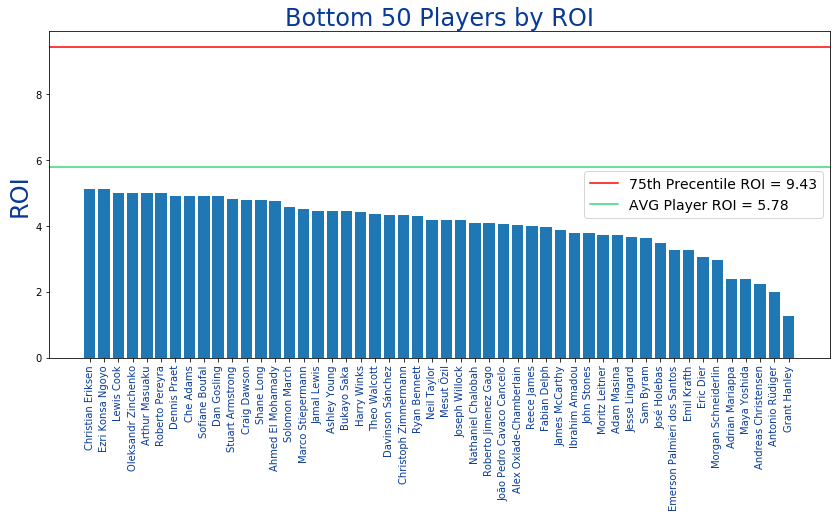 Bottom 50 Players by ROI
ROI
8
6
4
2
0
75th Precentile ROI = 9.43
AVG Player ROI = 5.78
Christian Eriksen
Ezri Konsa Ngoyo
Lewis Cook
Oleksandr Zinchenko
Arthur Masuaku
Roberto Pereyra
Dennis Praet
Che Adams
Sofiane Boufal
Dan Gosling
Stuart Armstrong
Craig Dawson
Shane Long
Ahmed El Mohamady
Solomon March
Marco Stiepermann
Jamal Lewis
Ashley Young
Bukayo Saka
Harry Winks
Theo Walcott
Davinson Sánchez
Christoph Zimmermann
Ryan Bennett
Neil Taylor
Mesut Özil
Joseph Willock
Nathaniel Chalobah
Roberto Jimenez Gago
João Pedro Cavaco Cancelo
Alex Oxlade-Chamberlain
Reece James
Fabian Delph
James McCarthy
Ibrahim Amadou
John Stones
Moritz Leitner
Adam Masina
Jesse Lingard
Sam Byram
José Holebas
Emerson Palmieri dos Santos
Emil Krafth
Eric Dier
Morgan Schneiderlin
Adrian Mariappa
Maya Yoshida
Andreas Christensen
Antonio Rüdiger
Grant Hanley